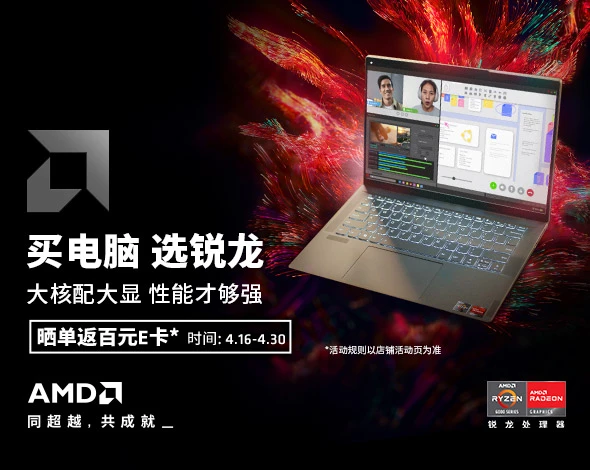 买电脑 选锐龙
大核配大显 性能才够强
晒单返百元E卡* 时间: 4.16-4.30
*活动规则以店铺活动页为准
AMD
同超越, 共成就_
AMD
RYZEN
6000 SERIES
AMD
RADEON
GRAPHICS
锐龙处理器